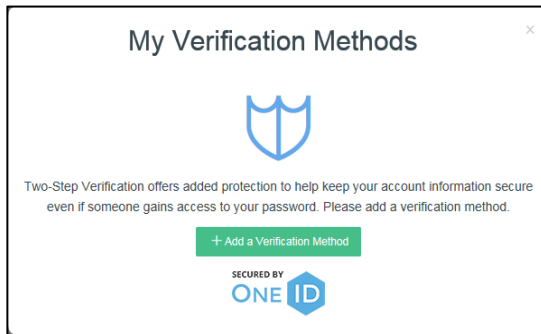 My Verification Methods
×
Two-Step Verification offers added protection to help keep your account information secure
even if someone gains access to your password. Please add a verification method.
+ Add a Verification Method
SECURED BY
ONE ID